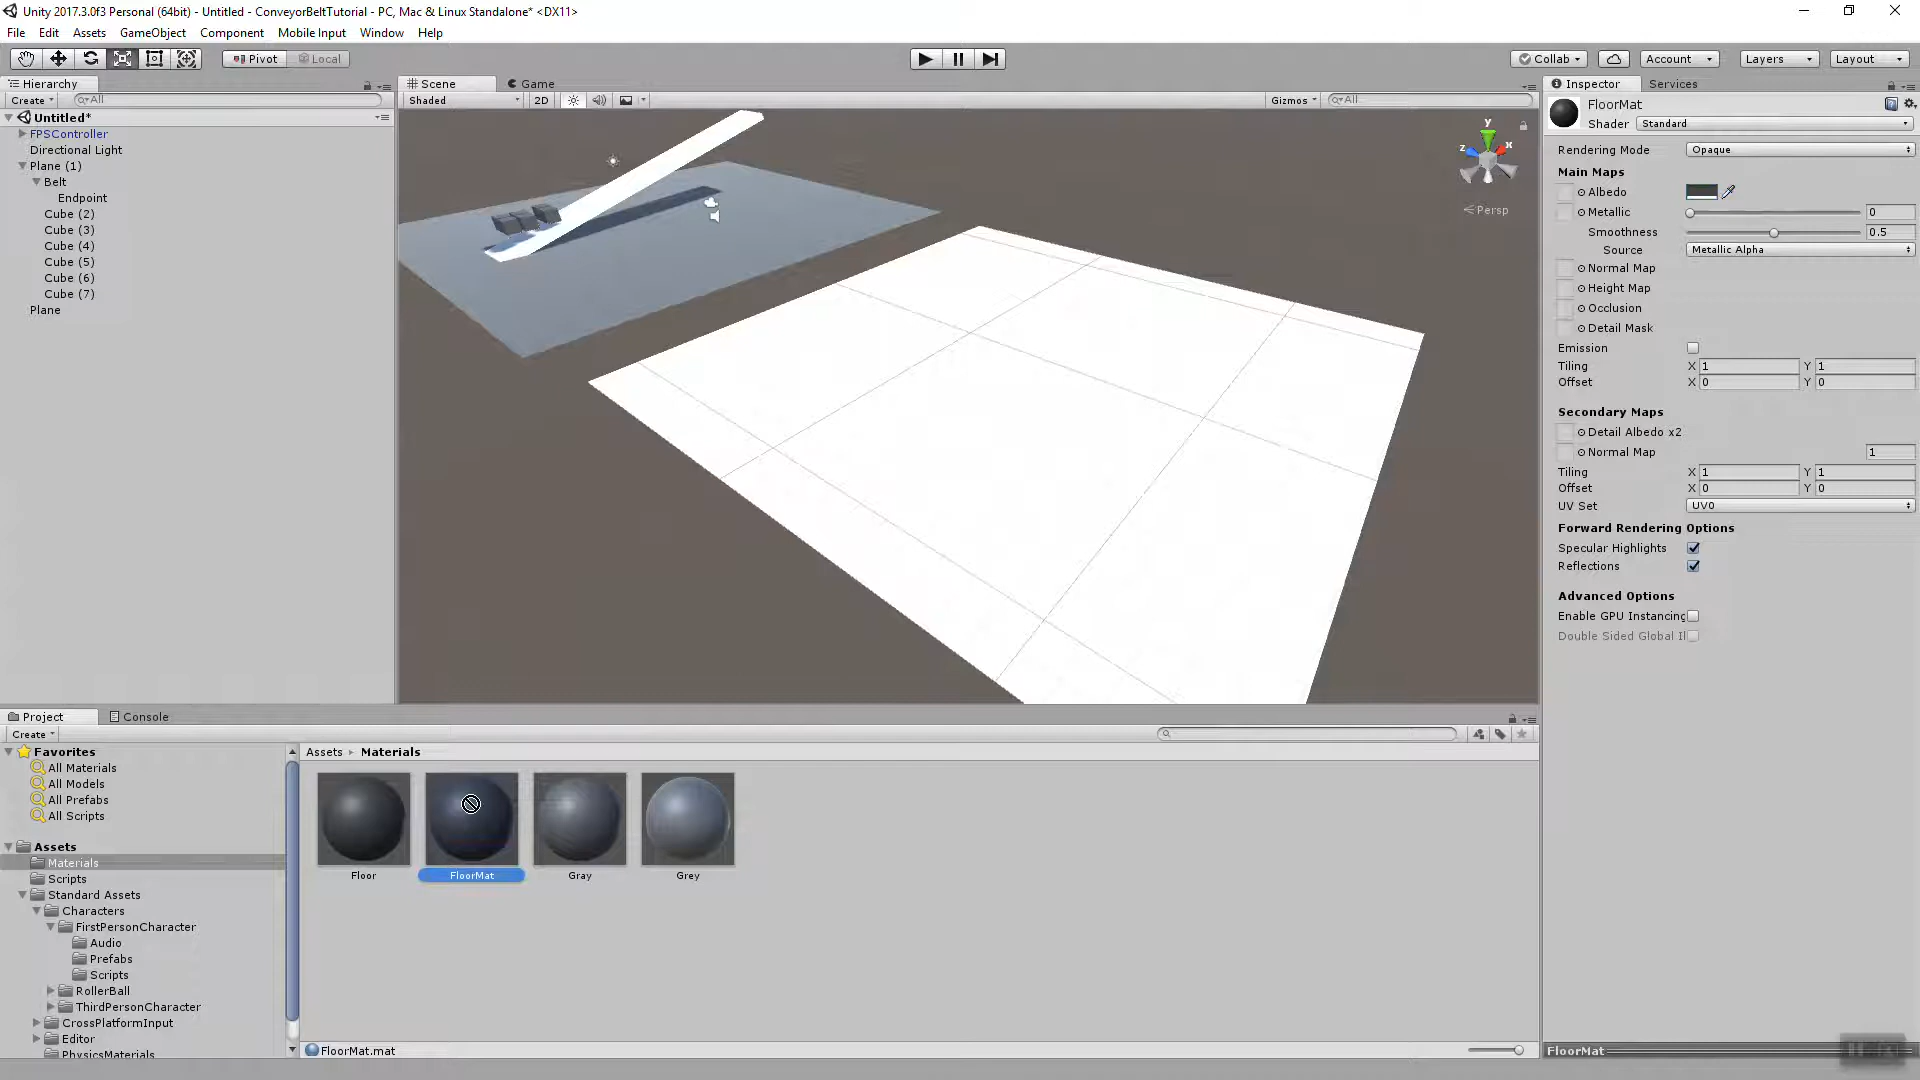 Unity 2017.3.0f3 Personal (64bit) - Untitled - ConveyorBeltTutorial - PC, Mac & Linux Standalone* <DX11>
File Edit Assets GameObject Component Mobile Input Window Help
Pivot Local Collab Account Layers Layout
Hierarchy
Create All
Untitled*
FPSController
Directional Light
Plane (1)
Belt
Endpoint
Cube (2)
Cube (3)
Cube (4)
Cube (5)
Cube (6)
Cube (7)
Plane
Scene Game
Shaded 2D Gizmos All
y
z x
Persp
Inspector Services
FloorMat
Shader Standard
Rendering Mode Opaque
Main Maps
Albedo
Metallic 0
Smoothness 0.5
Source Metallic Alpha
Normal Map
Height Map
Occlusion
Detail Mask
Emission
Tiling X 1 Y 1
Offset X 0 Y 0
Secondary Maps
Detail Albedo x2
Normal Map 1
Tiling X 1 Y 1
Offset X 0 Y 0
UV Set UV0
Forward Rendering Options
Specular Highlights
Reflections
Advanced Options
Enable GPU Instancing
Double Sided Global Il
FloorMat
Project Console
Create
Favorites
All Materials
All Models
All Prefabs
All Scripts
Assets
Materials
Scripts
Standard Assets
Characters
FirstPersonCharacter
Audio
Prefabs
Scripts
RollerBall
ThirdPersonCharacter
CrossPlatformInput
Editor
PhysicsMaterials
Assets Materials
Floor FloorMat Gray Grey
FloorMat.mat